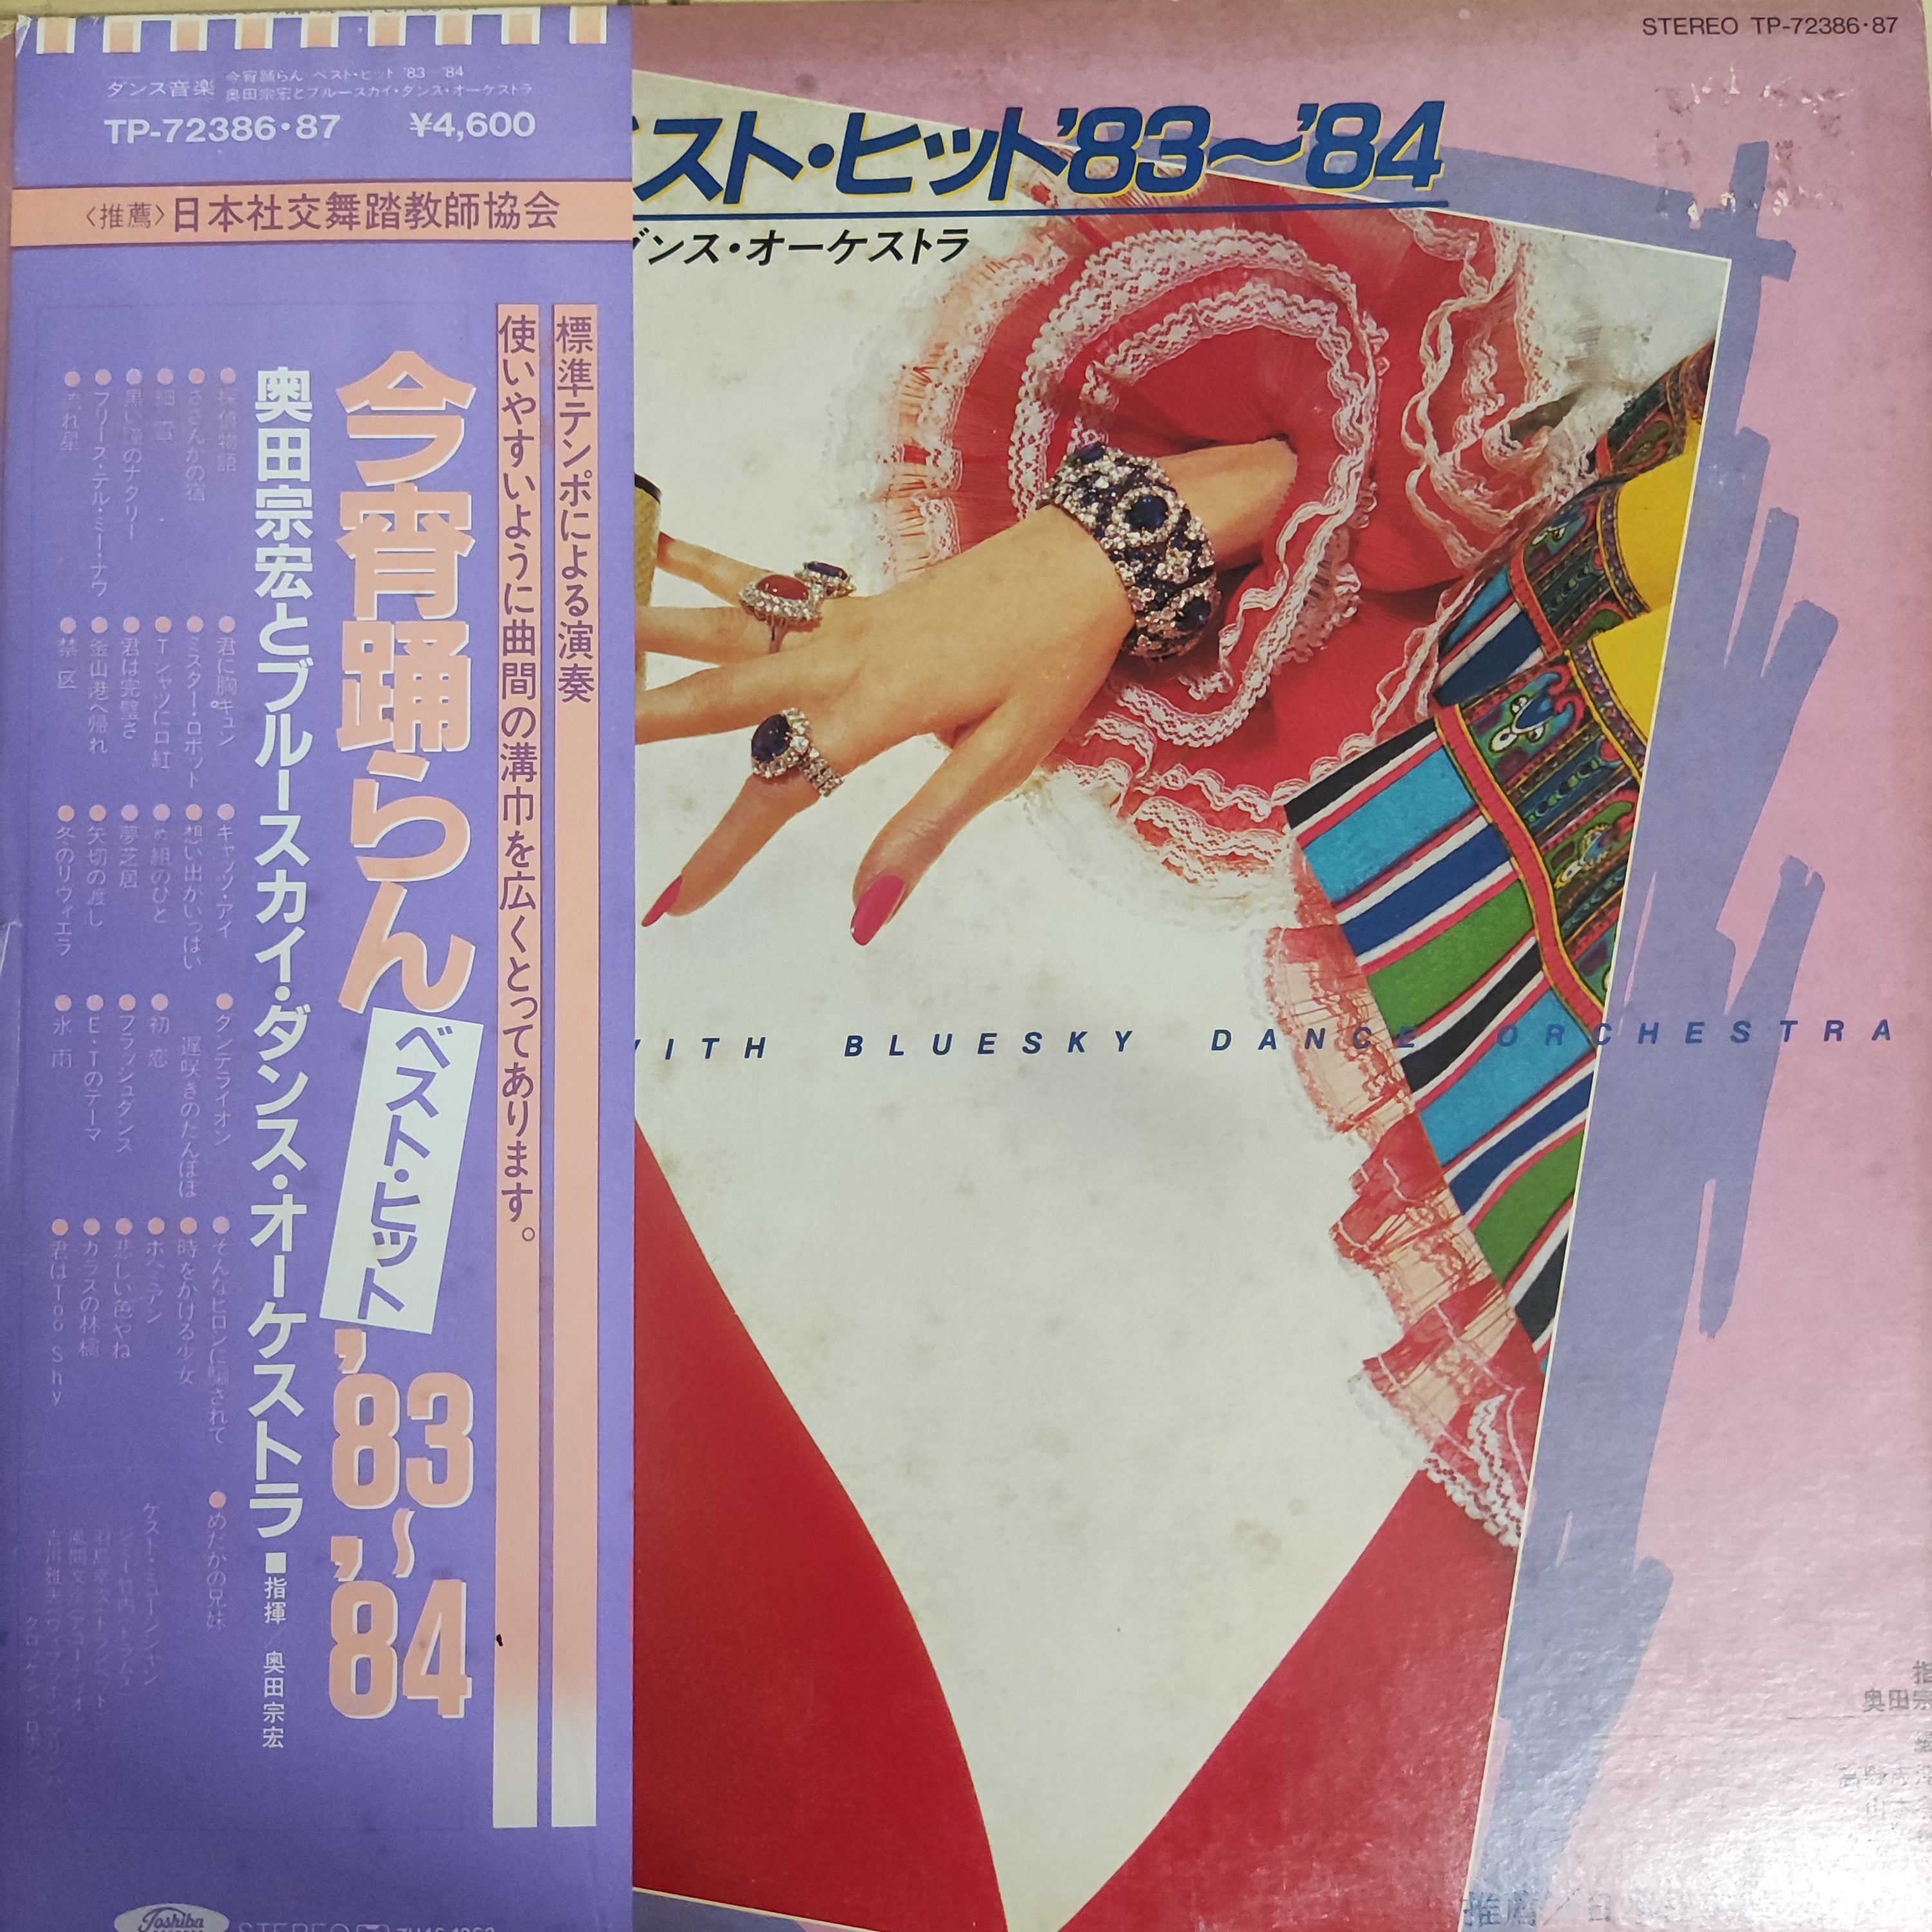 ダンス音楽
今宵踊らん ベスト・ヒット '83〜'84
奥田宗宏とブルースカイ・ダンス・オーケストラ
TP-72386・87 ¥4,600
〈推薦〉日本社交舞踏教師協会
標準テンポによる演奏
使いやすいように曲間の溝巾を広くとってあります。
今宵踊らん ベスト・ヒット '83〜'84
奥田宗宏とブルースカイ・ダンス・オーケストラ ■指揮 奥田宗宏
●探偵物語
●さざんかの宿
●細雪
●黒い瞳のナタリー
●フリース・テル・ミー・ナウ
●流れ星
●君に胸キュン
●ミスター・ロボット
●Tシャツに口紅
●君は完璧さ
●釜山港へ帰れ
●禁区
●キャッツ・アイ
●想い出がいっぱい
●め組のひと
●夢芝居
●矢切の渡し
●冬のリヴィエラ
●ダンデライオン
遅咲きのたんぽぽ
●初恋
●フラッシュダンス
●E・Tのテーマ
●氷雨
●そんなヒロシに騙されて
●時をかける少女
●ホヘミアン
●悲しい色やね
●カラスの林檎
●君はToo Shy
●めだかの兄妹
ゲスト・ミュージシャン
Toshiba
STEREO
STEREO TP-72386・87
スト・ヒット'83〜'84
ダンス・オーケストラ
WITH BLUESKY DANCE ORCHESTRA
指
奥田宗
推薦/日